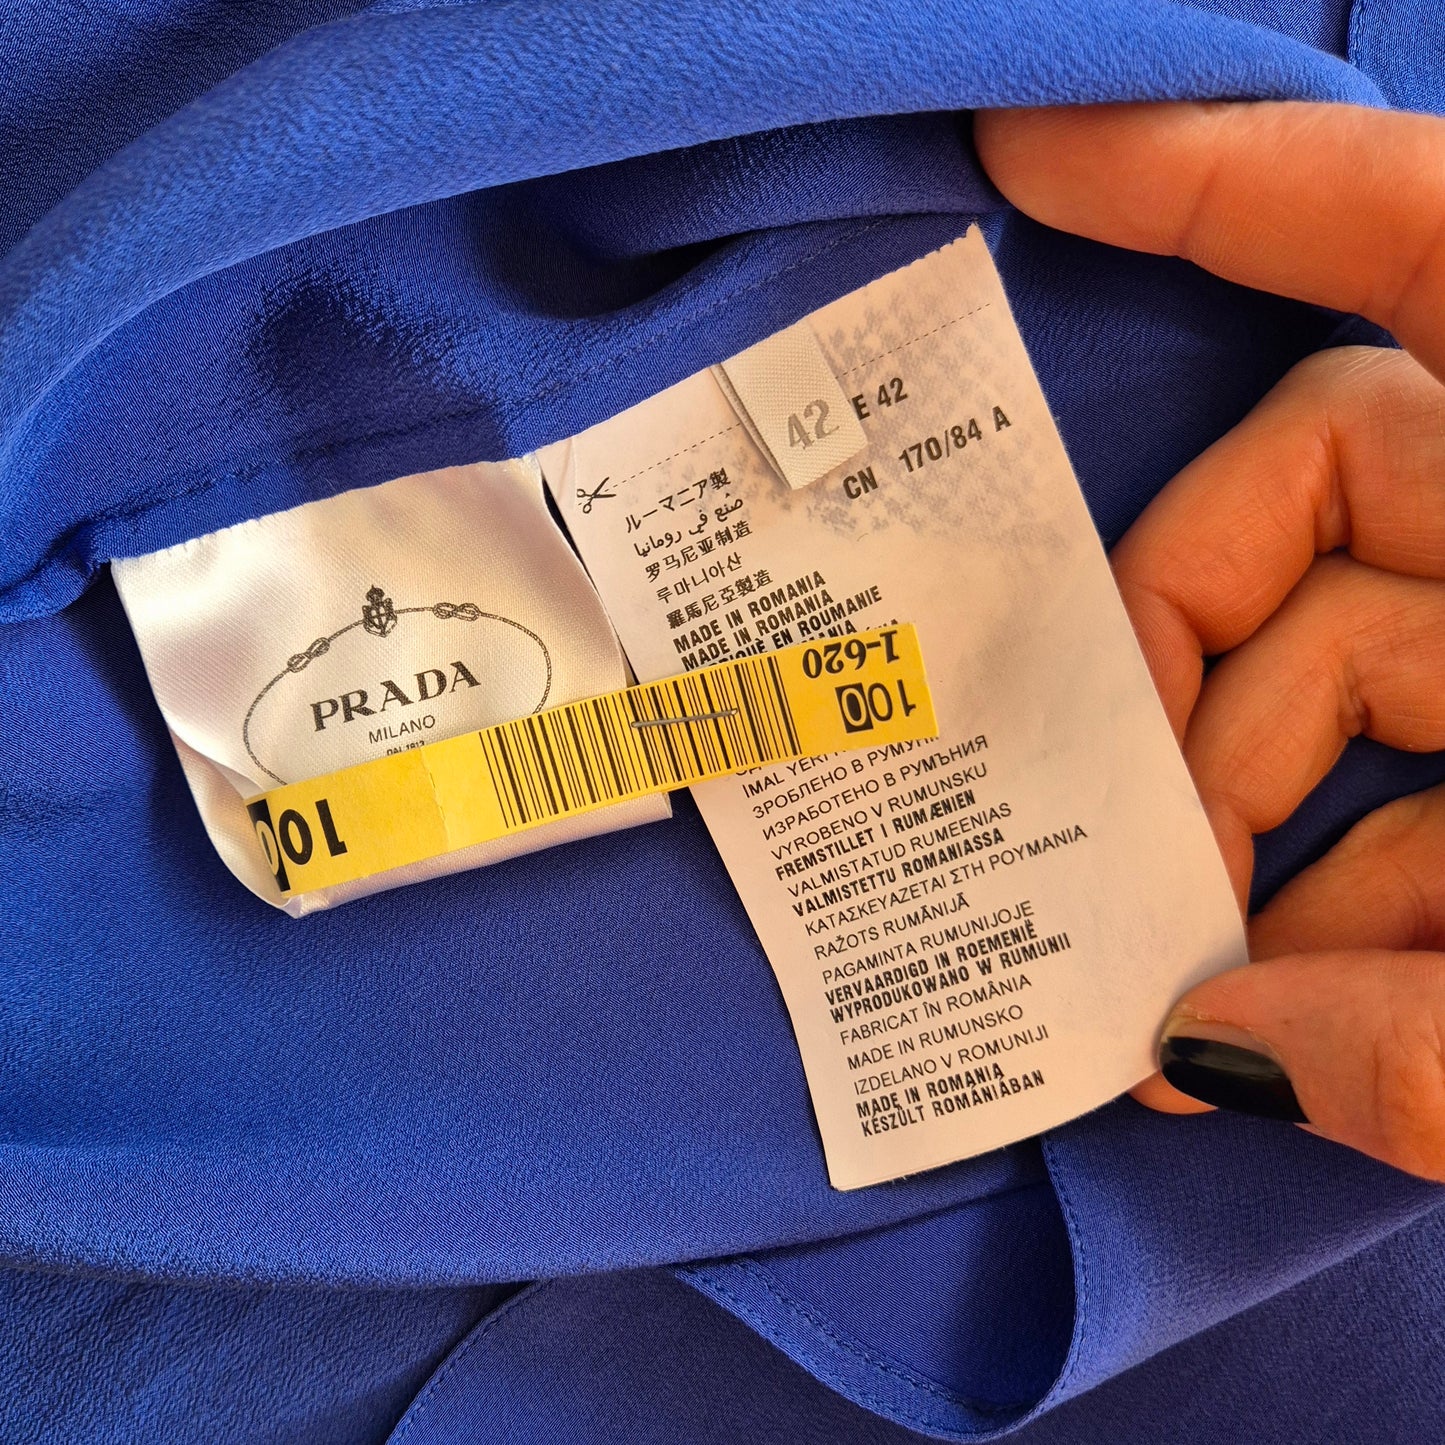 PRADA
MILANO
DAL 1913
42
E 42
CN 170/84 A
ルーマニア製
صنع في رومانيا
罗马尼亚制造
루마니아산
羅馬尼亞製造
MADE IN ROMANIA
MADE IN ROMANIA
EN ROUMANIE
1-620
100
100
IMAL YERI
ЗРОБЛЕНО В РУМУНІ
ИЗРАБОТЕНО В РУМЪНИЯ
VYROBENO V RUMUNSKU
FREMSTILLET I RUMÆNIEN
VALMISTATUD RUMEENIAS
VALMISTETTU ROMANIASSA
ΚΑΤΑΣΚΕΥΑΖΕΤΑΙ ΣΤΗ ΡΟΥΜΑΝΙΑ
RAŽOTS RUMĀNIJĀ
PAGAMINTA RUMUNIJOJE
VERVAARDIGD IN ROEMENIË
WYPRODUKOWANO W RUMUNII
FABRICAT ÎN ROMÂNIA
MADE IN RUMUNSKO
IZDELANO V ROMUNIJI
MADE IN ROMANIA
KÉSZÜLT ROMÁNIÁBAN